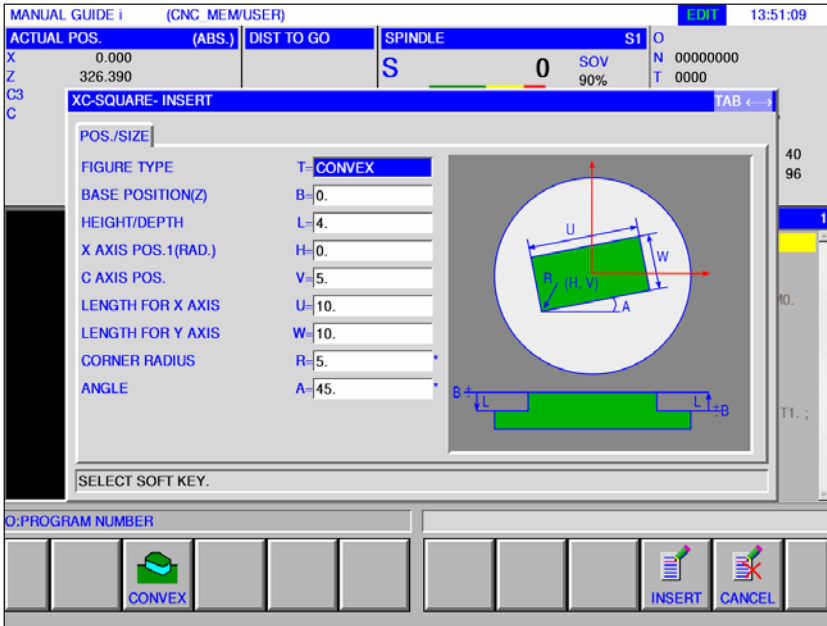 MANUAL GUIDE i (CNC_MEM/USER) EDIT 13:51:09
ACTUAL POS. (ABS.) DIST TO GO SPINDLE S1 O
X 0.000 S 0 SOV N 00000000
Z 326.390 90% T 0000
C3
C
XC-SQUARE- INSERT TAB <-->
POS./SIZE
FIGURE TYPE T=CONVEX
BASE POSITION(Z) B=0.
HEIGHT/DEPTH L=4.
X AXIS POS.1(RAD.) H=0.
C AXIS POS. V=5.
LENGTH FOR X AXIS U=10.
LENGTH FOR Y AXIS W=10.
CORNER RADIUS R=5. *
ANGLE A=45. *
U
W
R (H, V)
A
B L L B
40
96
1
M0.
T1. ;
SELECT SOFT KEY.
O:PROGRAM NUMBER
CONVEX INSERT CANCEL